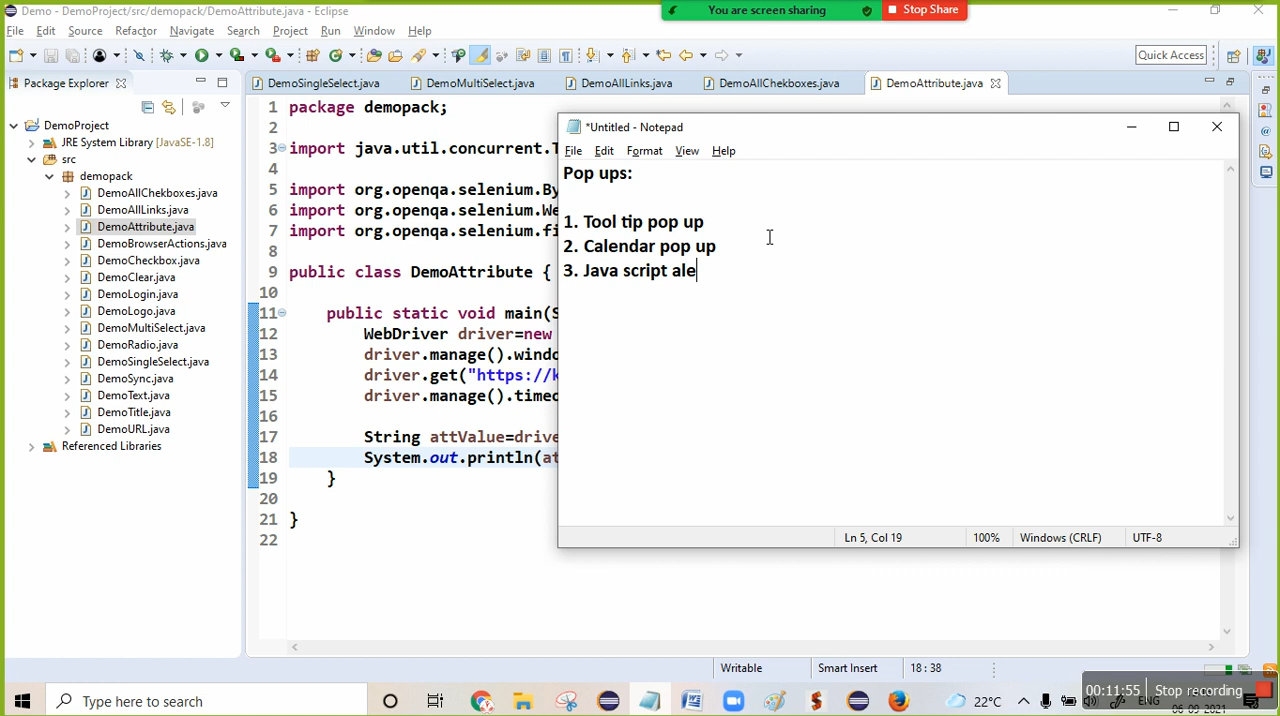 Demo - DemoProject/src/demopack/DemoAttribute.java - Eclipse
You are screen sharing
Stop Share
File Edit Source Refactor Navigate Search Project Run Window Help
Quick Access
Package Explorer
DemoSingleSelect.java
DemoMultiSelect.java
DemoAllLinks.java
DemoAllChekboxes.java
DemoAttribute.java
DemoProject
JRE System Library [JavaSE-1.8]
src
demopack
DemoAllChekboxes.java
DemoAllLinks.java
DemoAttribute.java
DemoBrowserActions.java
DemoCheckbox.java
DemoClear.java
DemoLogin.java
DemoLogo.java
DemoMultiSelect.java
DemoRadio.java
DemoSingleSelect.java
DemoSync.java
DemoText.java
DemoTitle.java
DemoURL.java
Referenced Libraries
1 package demopack;
2
3 import java.util.concurrent.T
4
5 import org.openqa.selenium.By
6 import org.openqa.selenium.We
7 import org.openqa.selenium.fi
8
9 public class DemoAttribute {
10
11 public static void main(S
12 WebDriver driver=new
13 driver.manage().windo
14 driver.get("https://k
15 driver.manage().timeo
16
17 String attValue=drive
18 System.out.println(at
19 }
20
21 }
22
*Untitled - Notepad
File Edit Format View Help
Pop ups:
1. Tool tip pop up
2. Calendar pop up
3. Java script ale
Ln 5, Col 19
100%
Windows (CRLF)
UTF-8
Writable
Smart Insert
18 : 38
Type here to search
22°C
ENG
06-09-2021
00:11:55
Stop recording